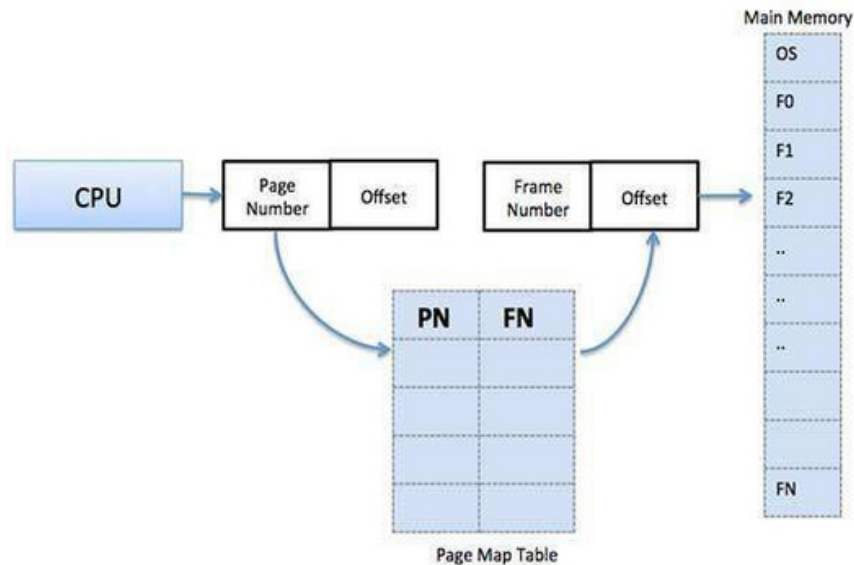 Main Memory
OS
F0
F1
F2
..
..
..
FN
CPU
Page
Number
Offset
Frame
Number
Offset
PN FN
Page Map Table